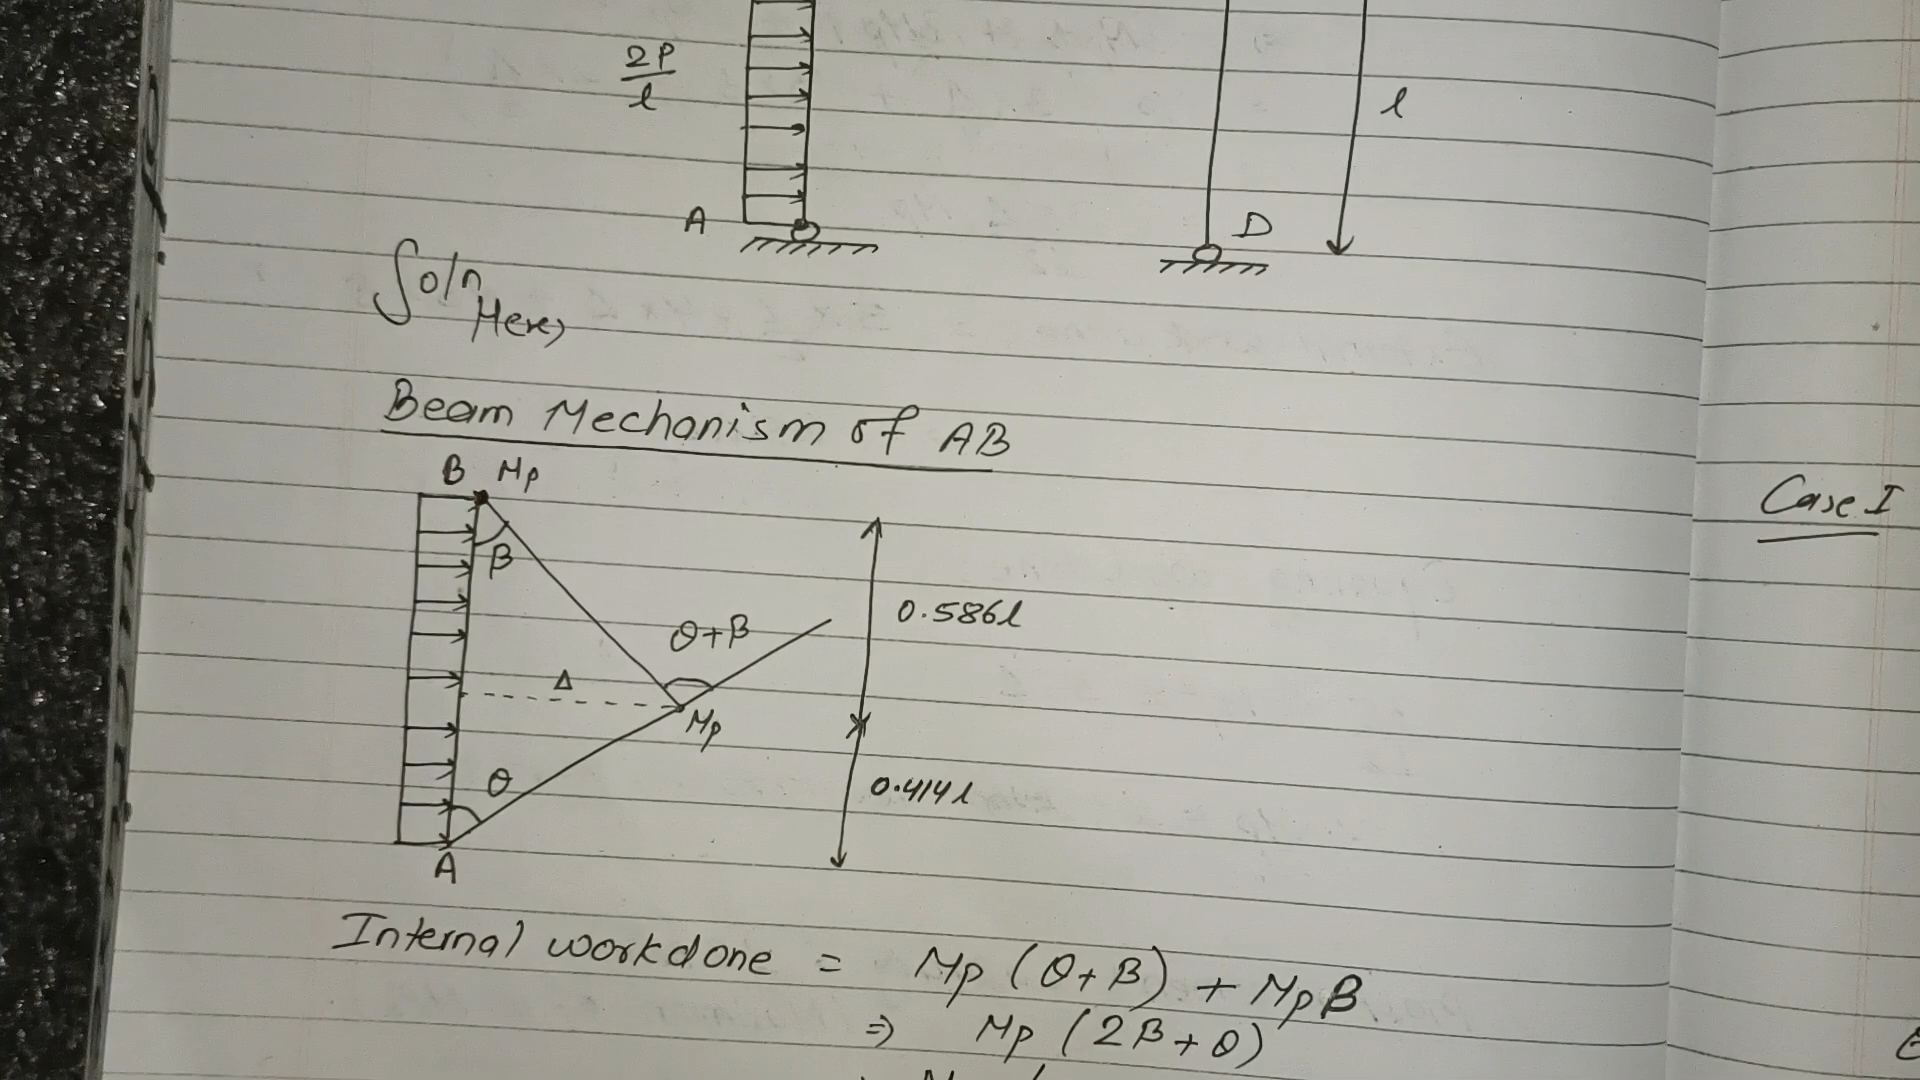 2P
l
l
A
D
Soln
Here,
Beam Mechanism of AB
B Mp
β
θ+β
0.586l
Δ
Mp
θ
0.414l
A
Case I
Internal workdone = Mp (θ+β) + Mpβ
⇒ Mp (2β+θ)